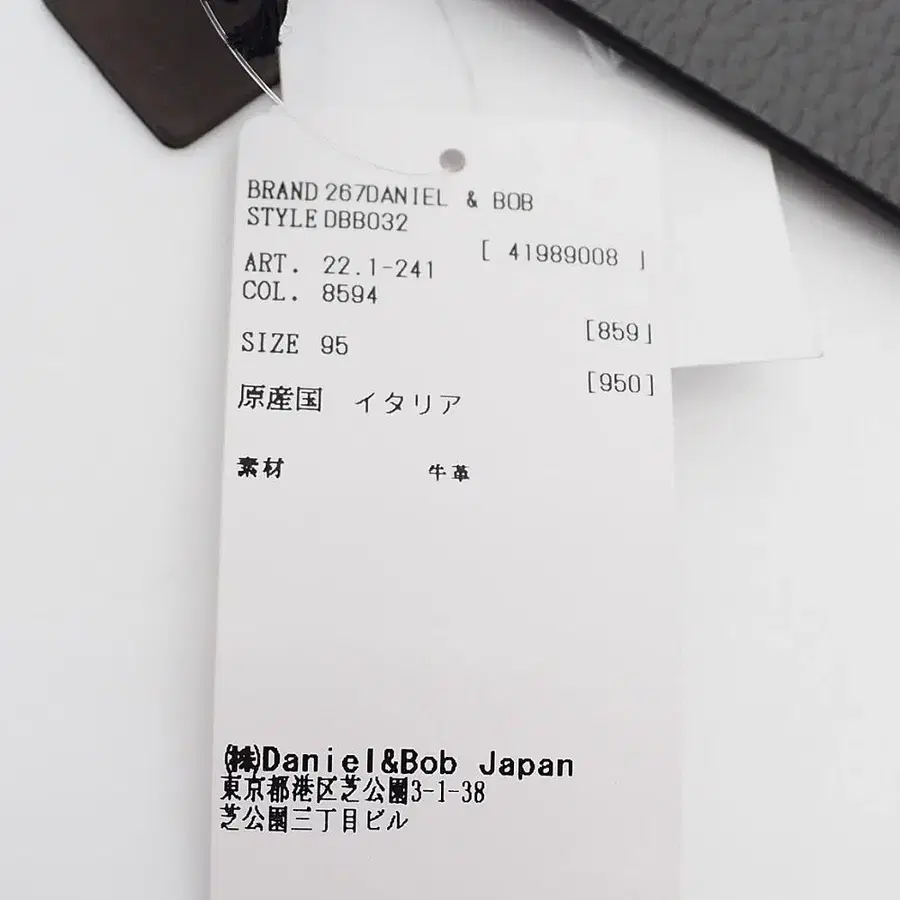 BRAND 267DANIEL & BOB
STYLE DBB032
[ 41989008 ]
ART. 22.1-241
COL. 8594
[859]
SIZE 95
[950]
原産国 イタリア
素材 牛革
㈱Daniel&Bob Japan
東京都港区芝公園3-1-38
芝公園三丁目ビル